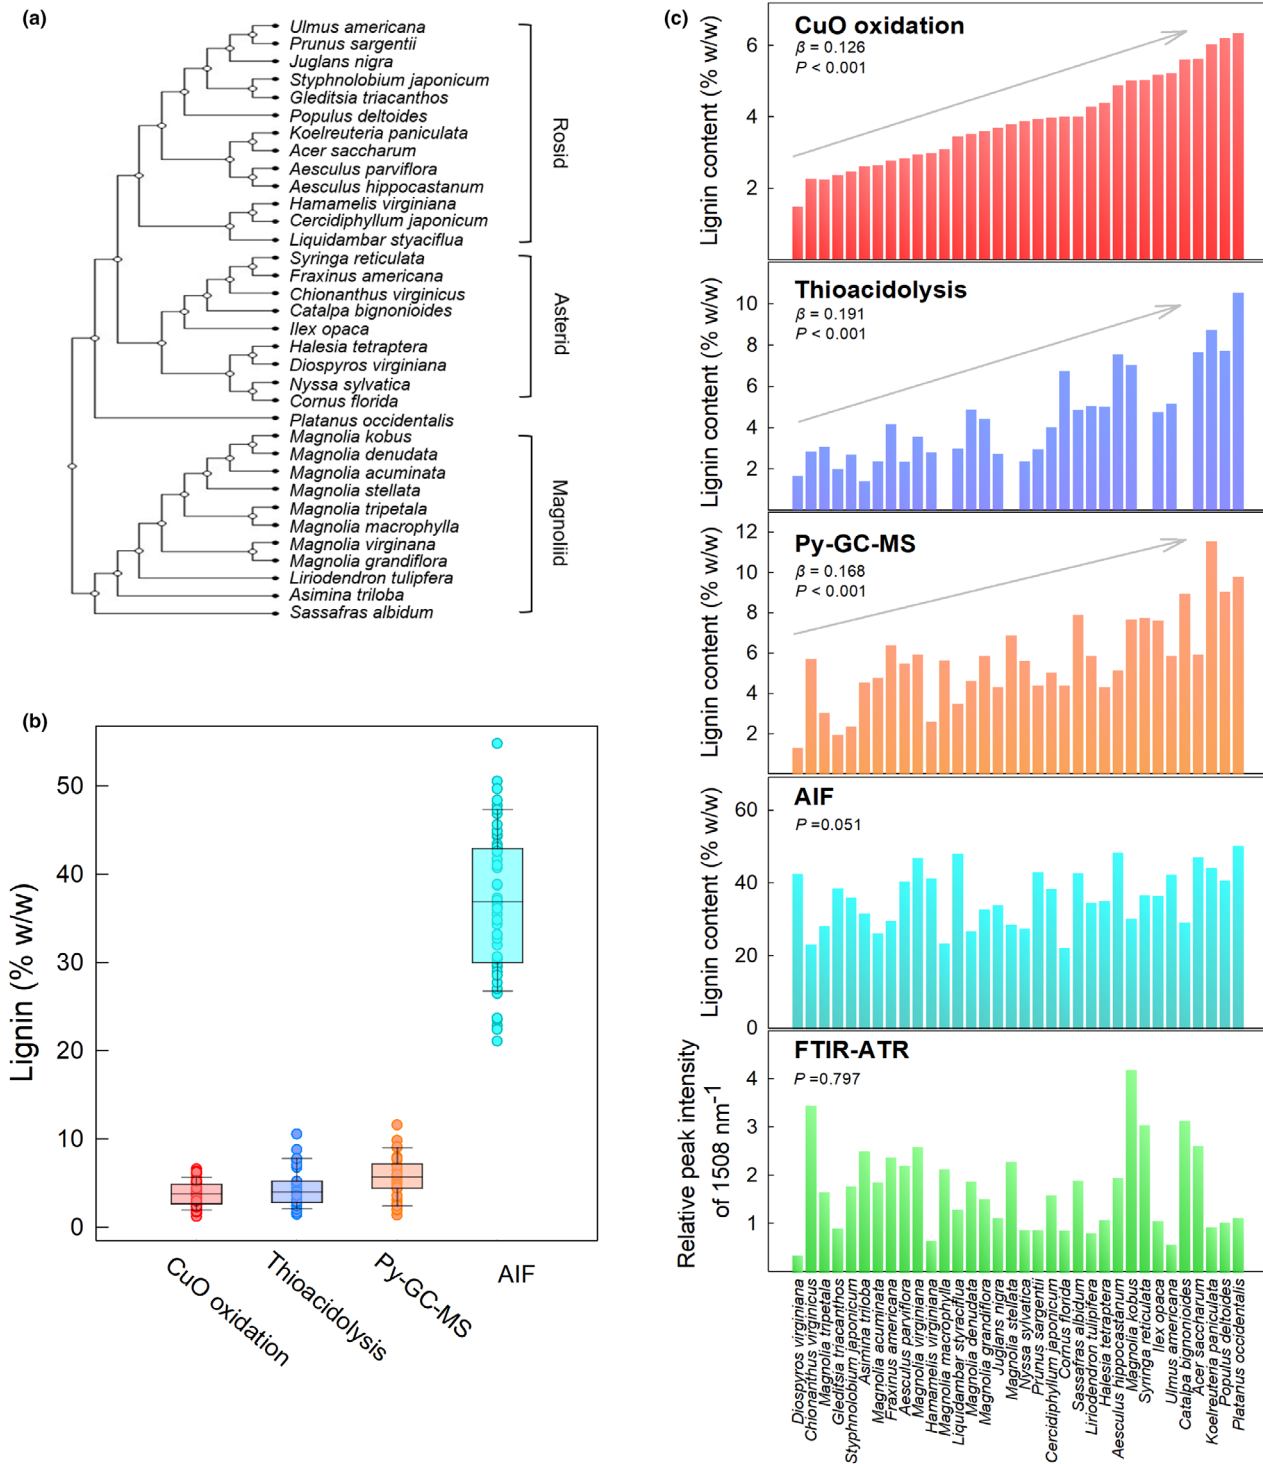 (a)
Ulmus americana
Prunus sargentii
Juglans nigra
Styphnolobium japonicum
Gleditsia triacanthos
Populus deltoides
Koelreuteria paniculata
Acer saccharum
Aesculus parviflora
Aesculus hippocastanum
Hamamelis virginiana
Cercidiphyllum japonicum
Liquidambar styaciflua
Rosid
Syringa reticulata
Fraxinus americana
Chionanthus virginicus
Catalpa bignonioides
Ilex opaca
Halesia tetraptera
Diospyros virginiana
Nyssa sylvatica
Cornus florida
Asterid
Platanus occidentalis
Magnolia kobus
Magnolia denudata
Magnolia acuminata
Magnolia stellata
Magnolia tripetala
Magnolia macrophylla
Magnolia virginana
Magnolia grandiflora
Liriodendron tulipfera
Asimina triloba
Sassafras albidum
Magnoliid
(b)
Lignin (% w/w)
50
40
30
20
10
0
CuO oxidation
Thioacidolysis
Py-GC-MS
AIF
(c)
CuO oxidation
β = 0.126
P < 0.001
Lignin content (% w/w)
6
4
2
Thioacidolysis
β = 0.191
P < 0.001
Lignin content (% w/w)
10
8
6
4
2
Py-GC-MS
β = 0.168
P < 0.001
Lignin content (% w/w)
12
10
8
6
4
2
AIF
P =0.051
Lignin content (% w/w)
60
40
20
0
FTIR-ATR
P =0.797
Relative peak intensity
of 1508 nm-1
4
3
2
1
Diospyros virginiana
Chionanthus virginicus
Magnolia tripetala
Gleditsia triacanthos
Styphnolobium japonicum
Asimina triloba
Magnolia acuminata
Fraxinus americana
Aesculus parviflora
Magnolia virginiana
Hamamelis virginiana
Magnolia macrophylla
Liquidambar styraciflua
Magnolia denudata
Magnolia grandiflora
Juglans nigra
Magnolia stellata
Nyssa sylvatica
Prunus sargentii
Cercidiphyllum japonicum
Cornus florida
Sassafras albidum
Liriodendron tulipifera
Halesia tetraptera
Aesculus hippocastanum
Magnolia kobus
Syringa reticulata
Ilex opaca
Ulmus americana
Catalpa bignonioides
Acer saccharum
Koelreuteria paniculata
Populus deltoides
Platanus occidentalis